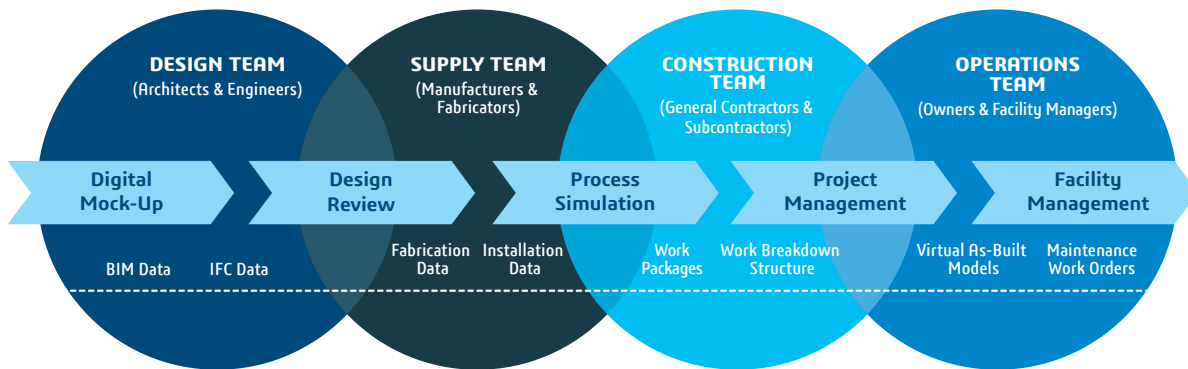 DESIGN TEAM
(Architects & Engineers)
SUPPLY TEAM
(Manufacturers &
Fabricators)
CONSTRUCTION
TEAM
(General Contractors &
Subcontractors)
OPERATIONS
TEAM
(Owners & Facility Managers)
Digital
Mock-Up
Design
Review
Process
Simulation
Project
Management
Facility
Management
BIM Data
IFC Data
Fabrication
Data
Installation
Data
Work
Packages
Work Breakdown
Structure
Virtual As-Built
Models
Maintenance
Work Orders